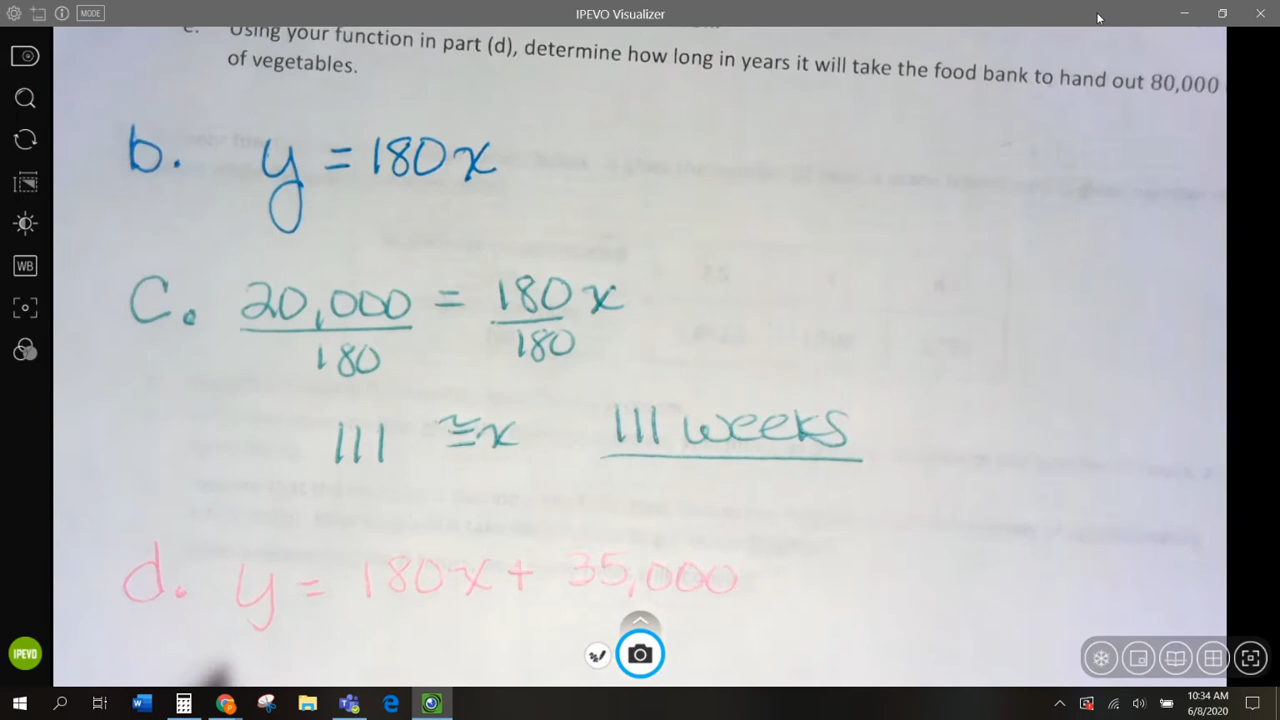 MODE
IPEVO Visualizer
Using your function in part (d), determine how long in years it will take the food bank to hand out 80,000
of vegetables.
b. y = 180x
C. 20,000 = 180x
180 180
111 ≅x 111 weeks
d. y = 180x + 35,000
WB
IPEVO
10:34 AM
6/8/2020